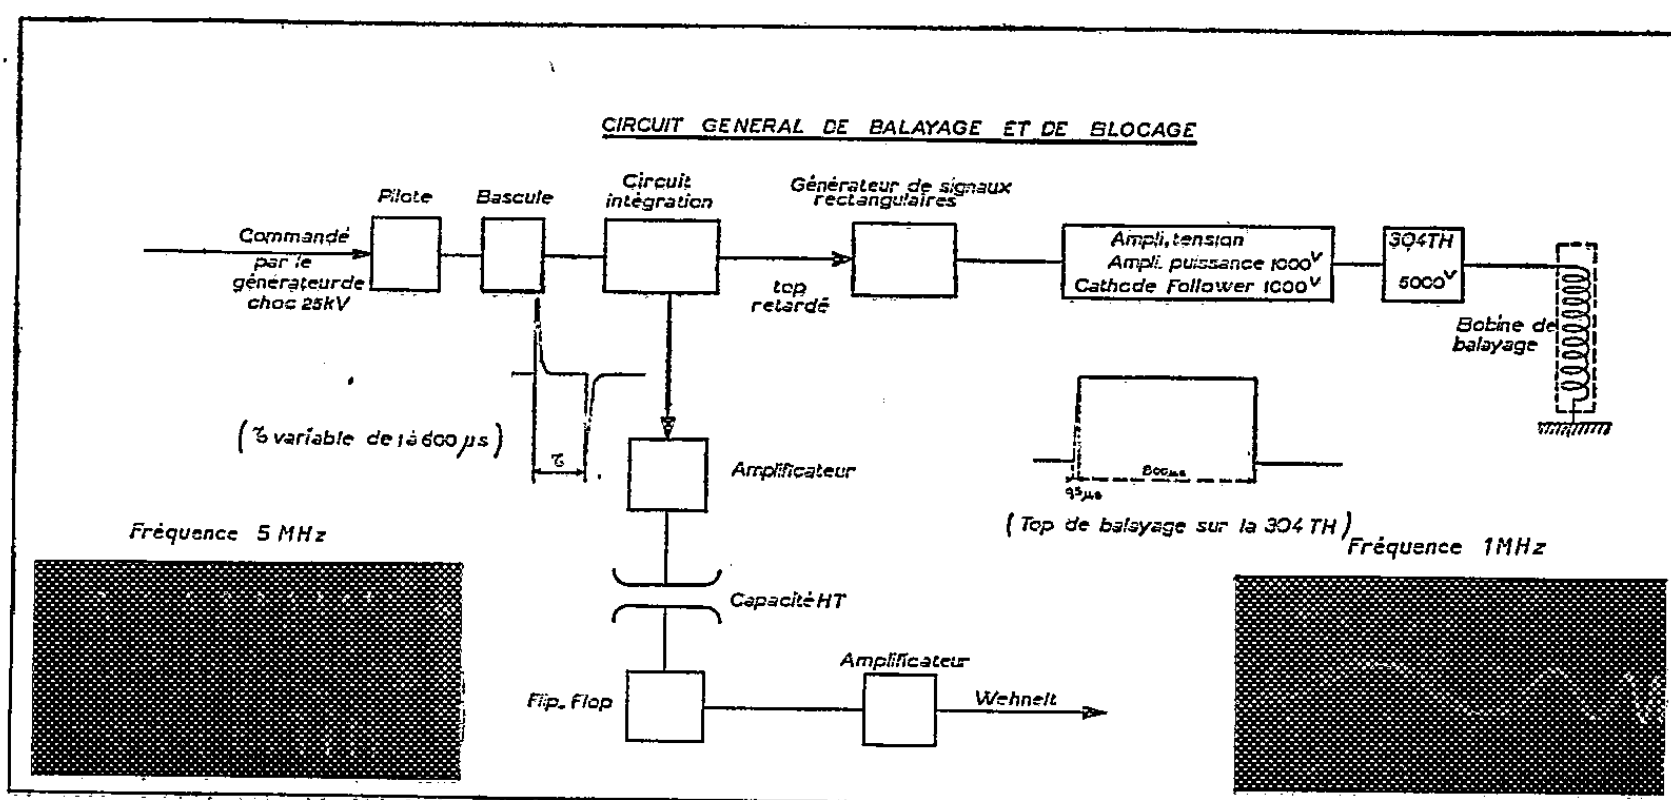 CIRCUIT GENERAL DE BALAYAGE ET DE BLOCAGE
Pilote
Bascule
Circuit
intégration
Générateur de signaux
rectangulaires
Commandé
par le
générateur de
choc 25kV
top
retardé
Ampli. tension
Ampli. puissance 1000V
Cathode Follower 1000V
304TH
5000V
Bobine de
balayage
(τ variable de 1 à 600 μs)
τ
Amplificateur
800μs
(Top de balayage sur la 304 TH)
Fréquence 5 MHz
Fréquence 1MHz
Capacité HT
Flip. Flop
Amplificateur
Wehnelt